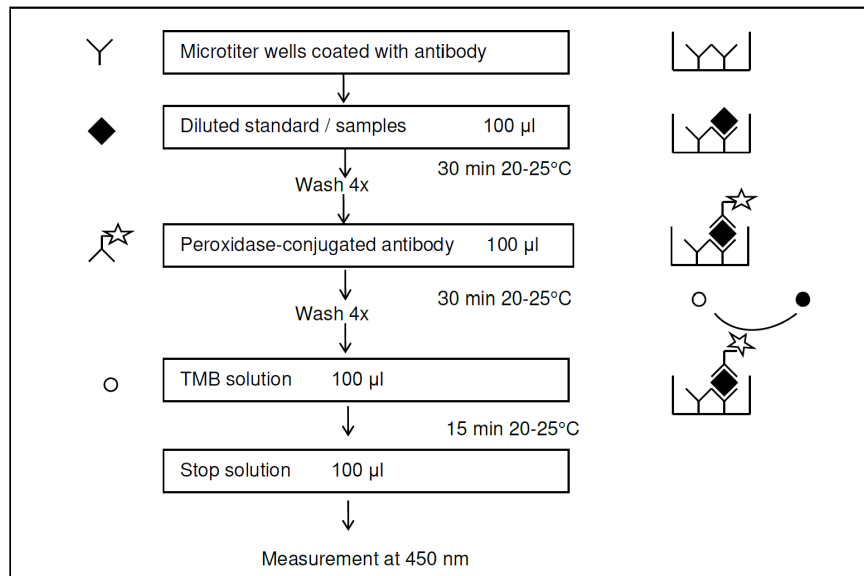 Microtiter wells coated with antibody
Diluted standard / samples 100 µl
30 min 20-25°C
Wash 4x
Peroxidase-conjugated antibody 100 µl
30 min 20-25°C
Wash 4x
TMB solution 100 µl
15 min 20-25°C
Stop solution 100 µl
Measurement at 450 nm